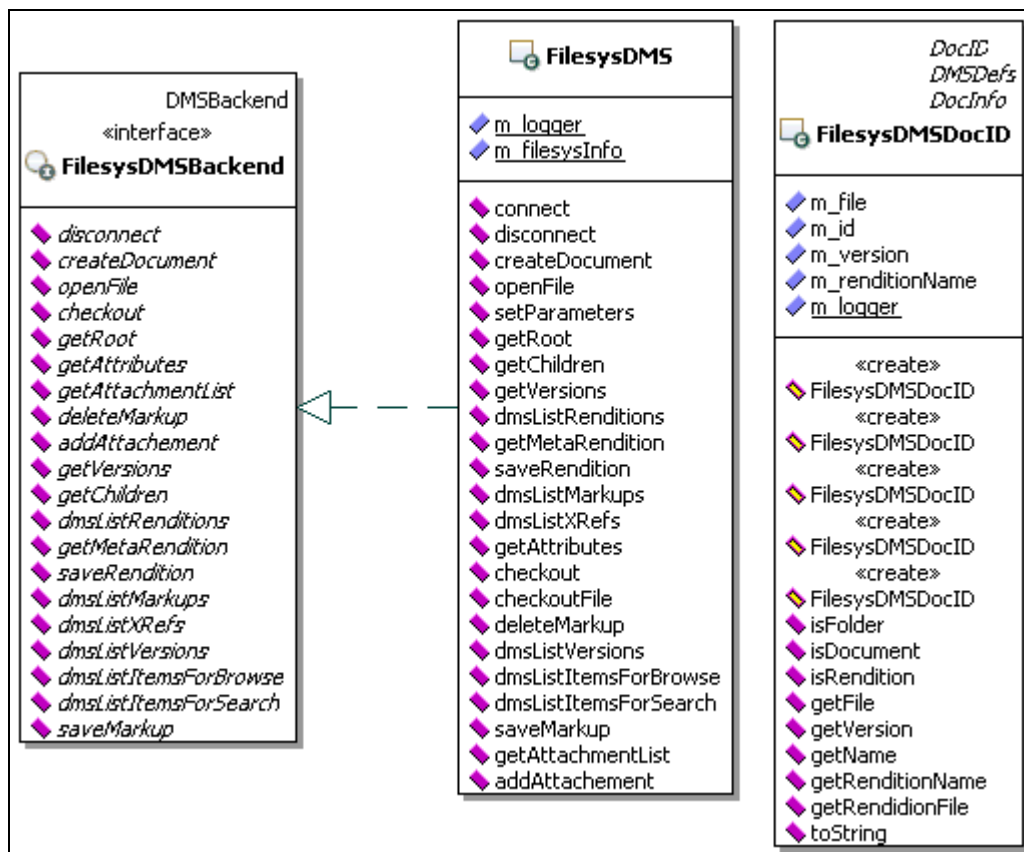 DMSBackend
«interface»
FilesysDMSBackend
disconnect
createDocument
openFile
checkout
getRoot
getAttributes
getAttachmentList
deleteMarkup
addAttachement
getVersions
getChildren
dmsListRenditions
getMetaRendition
saveRendition
dmsListMarkups
dmsListXRefs
dmsListVersions
dmsListItemsForBrowse
dmsListItemsForSearch
saveMarkup
FilesysDMS
m_logger
m_filesysInfo
connect
disconnect
createDocument
openFile
setParameters
getRoot
getChildren
getVersions
dmsListRenditions
getMetaRendition
saveRendition
dmsListMarkups
dmsListXRefs
getAttributes
checkout
checkoutFile
deleteMarkup
dmsListVersions
dmsListItemsForBrowse
dmsListItemsForSearch
saveMarkup
getAttachmentList
addAttachement
DocID
DMSDefs
DocInfo
FilesysDMSDocID
m_file
m_id
m_version
m_renditionName
m_logger
«create»
FilesysDMSDocID
«create»
FilesysDMSDocID
«create»
FilesysDMSDocID
«create»
FilesysDMSDocID
«create»
FilesysDMSDocID
isFolder
isDocument
isRendition
getFile
getVersion
getName
getRenditionName
getRendidionFile
toString